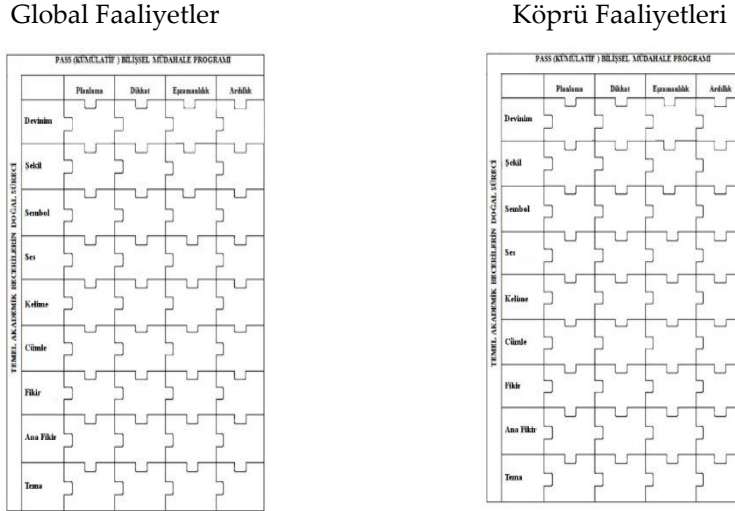 Global Faaliyetler
PASS (KÜMÜLATİF ) BİLİŞSEL MÜDAHALE PROGRAMI
Planlama Dikkat Eşzamanlılık Ardıllık
TEMEL AKADEMİK BECERİLERİN DOĞAL SÜRECİ
Devinim
Şekil
Sembol
Ses
Kelime
Cümle
Fikir
Ana Fikir
Tema
Köprü Faaliyetleri
PASS (KÜMÜLATİF ) BİLİŞSEL MÜDAHALE PROGRAMI
Planlama Dikkat Eşzamanlılık Ardıllık
TEMEL AKADEMİK BECERİLERİN DOĞAL SÜRECİ
Devinim
Şekil
Sembol
Ses
Kelime
Cümle
Fikir
Ana Fikir
Tema